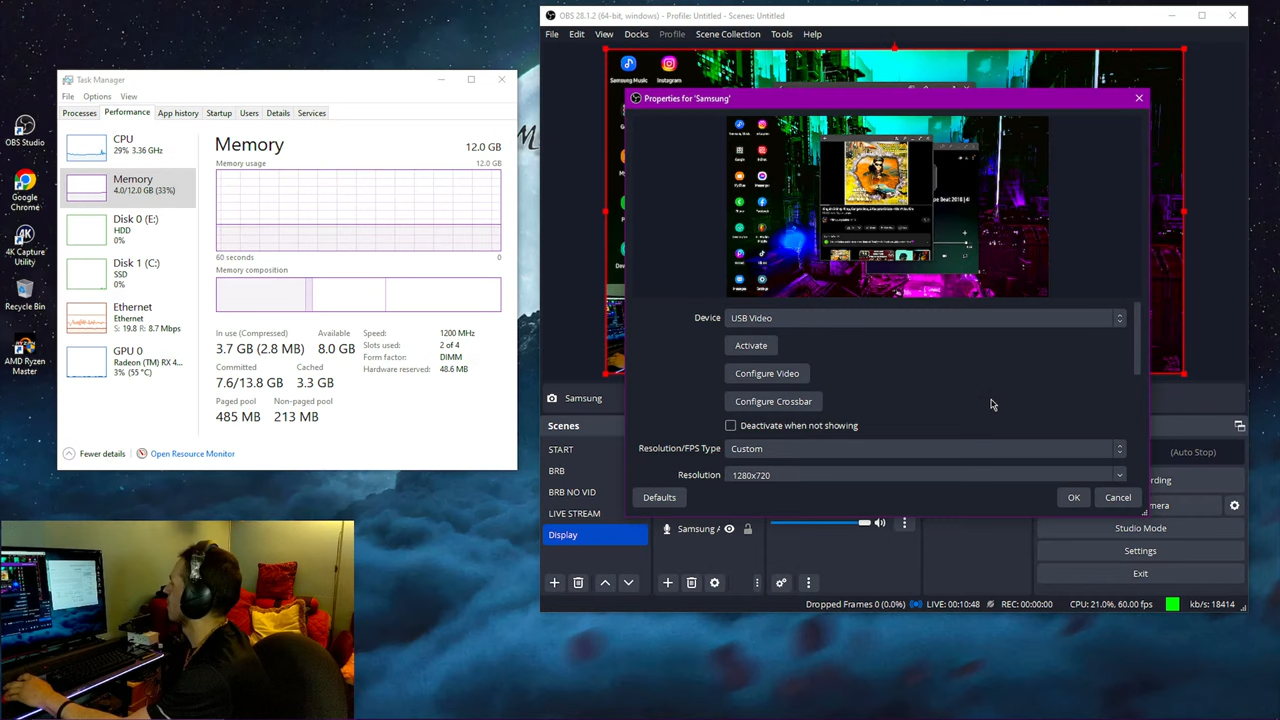 OBS Studio
Google
Chrome
4K Capture
Utility
Recycle Bin
AMD Ryzen
Master
Task Manager
File Options View
Processes Performance App history Startup Users Details Services
CPU
29% 3.36 GHz
Memory
4.0/12.0 GB (33%)
Disk 0 (E:)
HDD
0%
Disk 1 (C:)
SSD
0%
Ethernet
S: 19.8 R: 8.7 Mbps
GPU 0
Radeon (TM) RX 4...
3% (55 °C)
Memory 12.0 GB
Memory usage 12.0 GB
60 seconds 0
Memory composition
In use (Compressed) Available
3.7 GB (2.8 MB) 8.0 GB
Committed Cached
7.6/13.8 GB 3.3 GB
Paged pool Non-paged pool
485 MB 213 MB
Speed: 1200 MHz
Slots used: 2 of 4
Form factor: DIMM
Hardware reserved: 48.6 MB
Fewer details Open Resource Monitor
OBS 28.1.2 (64-bit, windows) - Profile: Untitled - Scenes: Untitled
File Edit View Docks Profile Scene Collection Tools Help
Samsung Music Instagram
Properties for 'Samsung'
Device USB Video
Activate
Configure Video
Configure Crossbar
Deactivate when not showing
Resolution/FPS Type Custom
Resolution 1280x720
Defaults OK Cancel
Samsung
Scenes
START
BRB
BRB NO VID
LIVE STREAM
Display
Samsung A
(Auto Stop)
Studio Mode
Settings
Exit
Dropped Frames 0 (0.0%) LIVE: 00:10:48 REC: 00:00:00 CPU: 21.0%, 60.00 fps kb/s: 18414